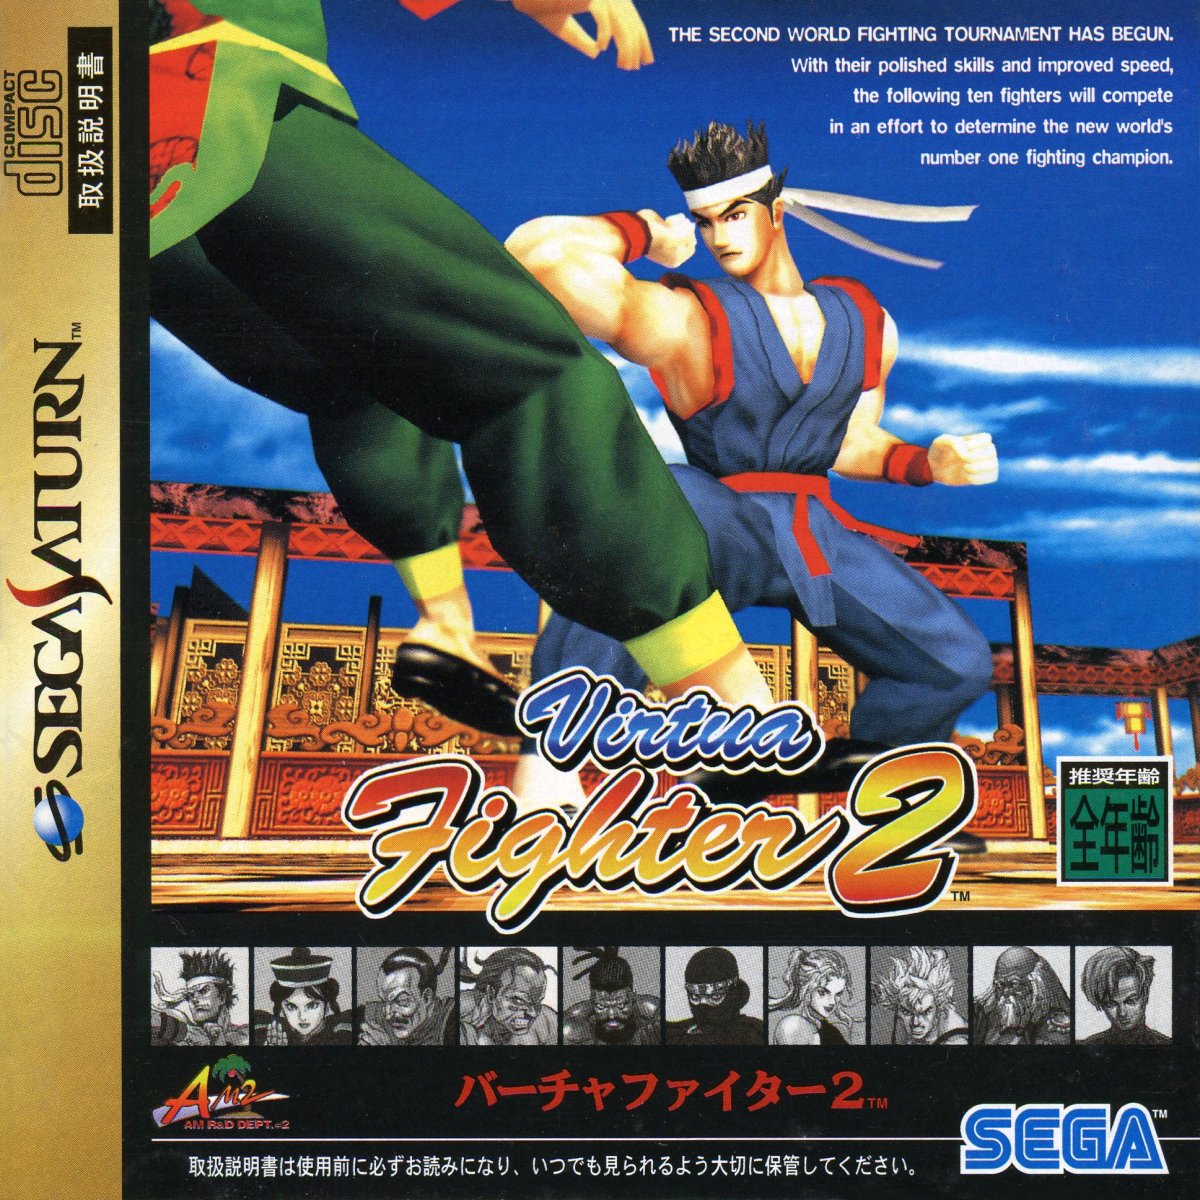 THE SECOND WORLD FIGHTING TOURNAMENT HAS BEGUN.
With their polished skills and improved speed,
the following ten fighters will compete
in an effort to determine the new world's
number one fighting champion.
COMPACT
disc
取扱説明書
SEGA SATURN™
Virtua
Fighter 2™
推奨年齢
全年齢
AM2
AM R&D DEPT.#2
バーチャファイター2™
SEGA™
取扱説明書は使用前に必ずお読みになり、いつでも見られるよう大切に保管してください。